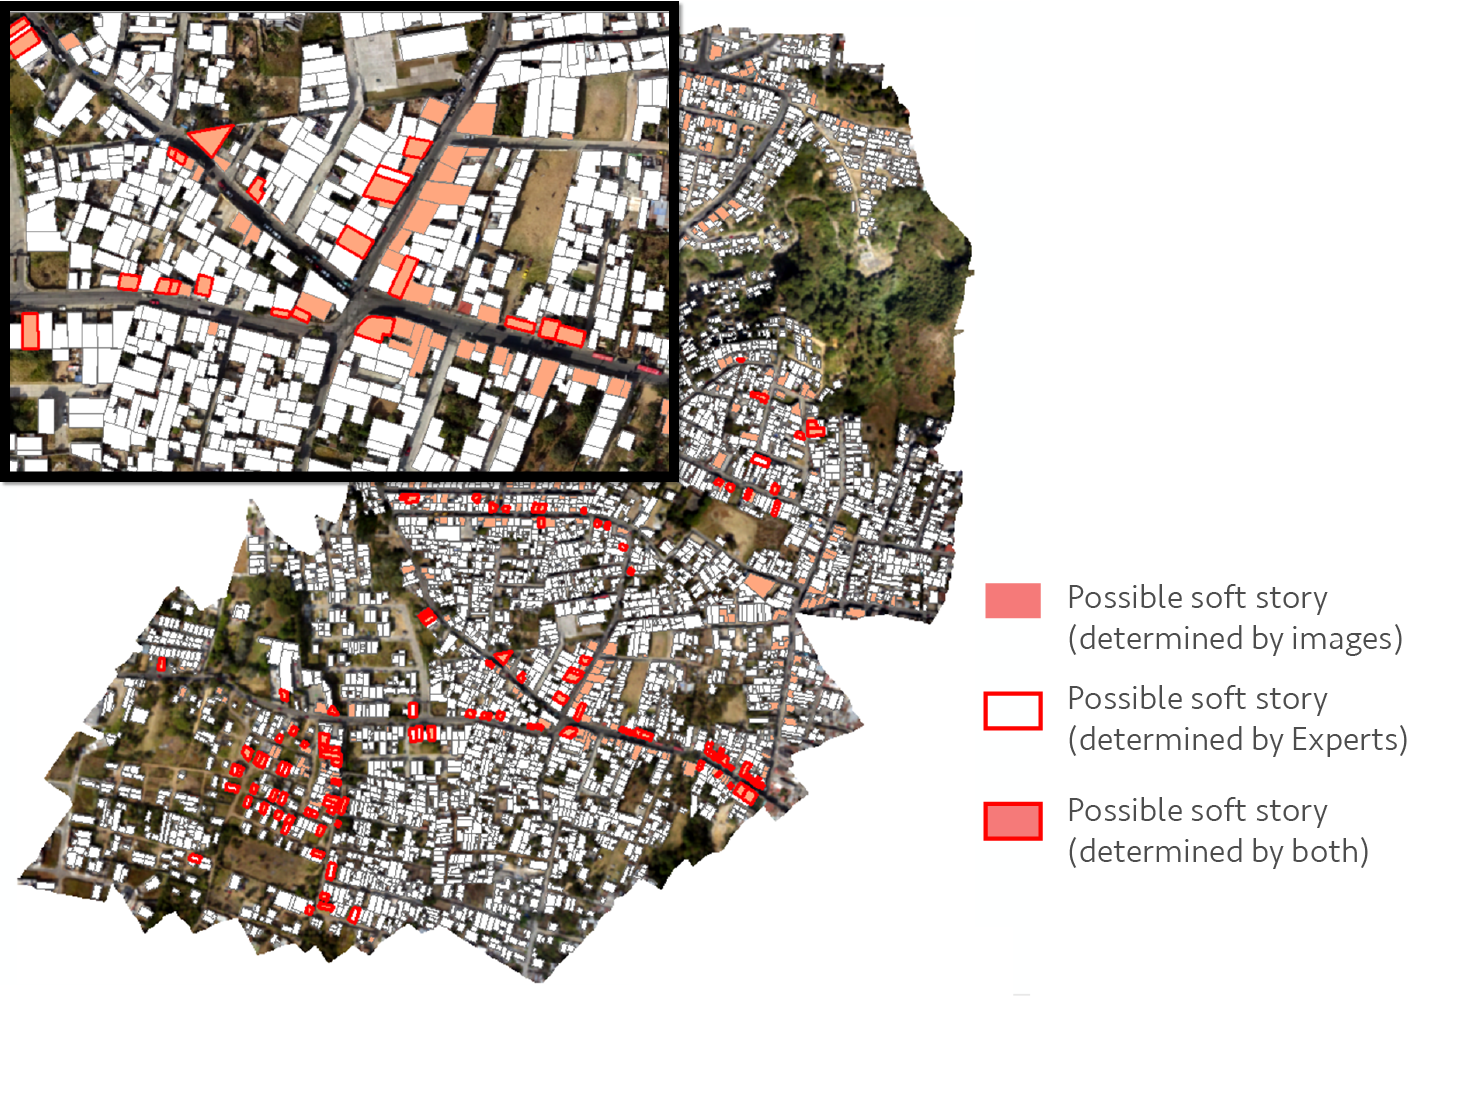 Possible soft story
(determined by images)
Possible soft story
(determined by Experts)
Possible soft story
(determined by both)